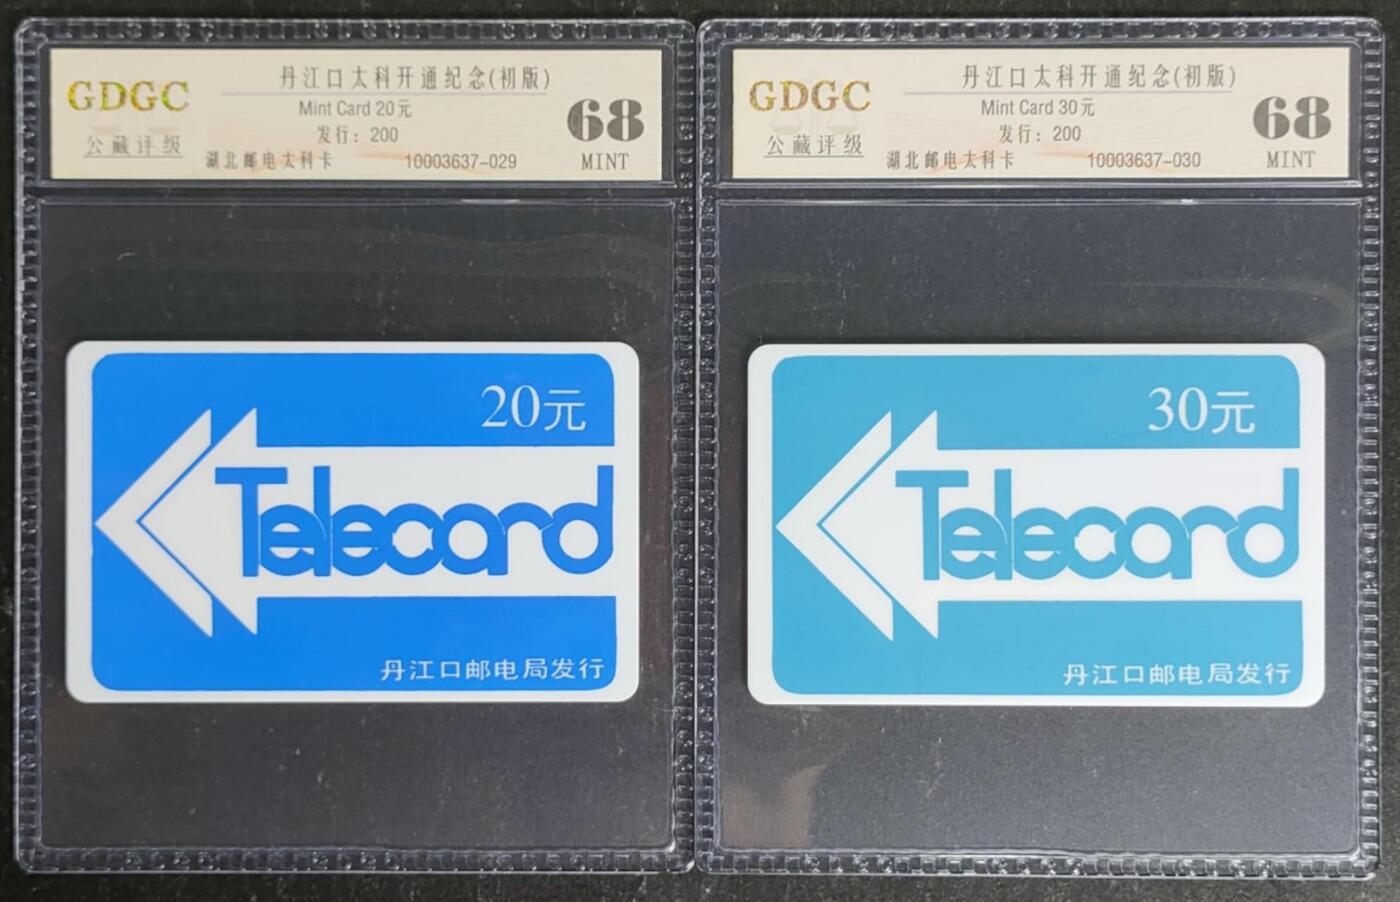 GDGC
公藏评级
丹江口太科开通纪念(初版)
Mint Card 20元
发行: 200
湖北邮电太科卡 10003637-029
68
MINT
20元
Telecard
丹江口邮电局发行
GDGC
公藏评级
丹江口太科开通纪念(初版)
Mint Card 30元
发行: 200
湖北邮电太科卡 10003637-030
68
MINT
30元
Telecard
丹江口邮电局发行